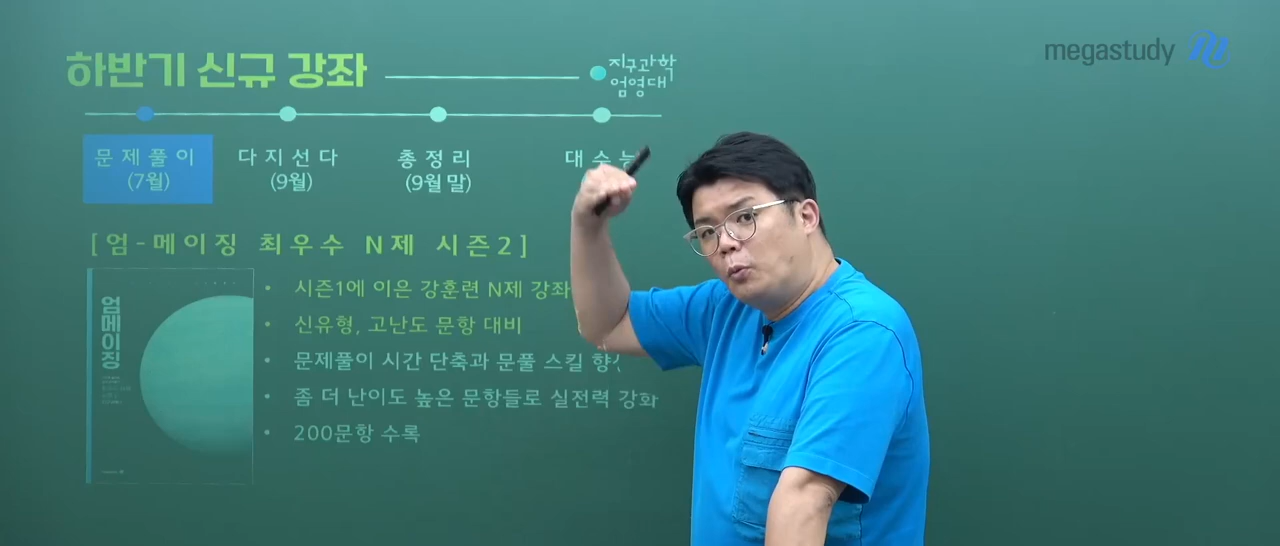 megastudy
하반기 신규 강좌
지구과학
엄영대
문제풀이 다지선다 총정리 대수능
(7월) (9월) (9월 말)
[엄-메이징 최우수 N제 시즌2]
엄메이징
• 시즌1에 이은 강훈련 N제 강좌
• 신유형, 고난도 문항 대비
• 문제풀이 시간 단축과 문풀 스킬 향상
• 좀 더 난이도 높은 문항들로 실전력 강화
• 200문항 수록